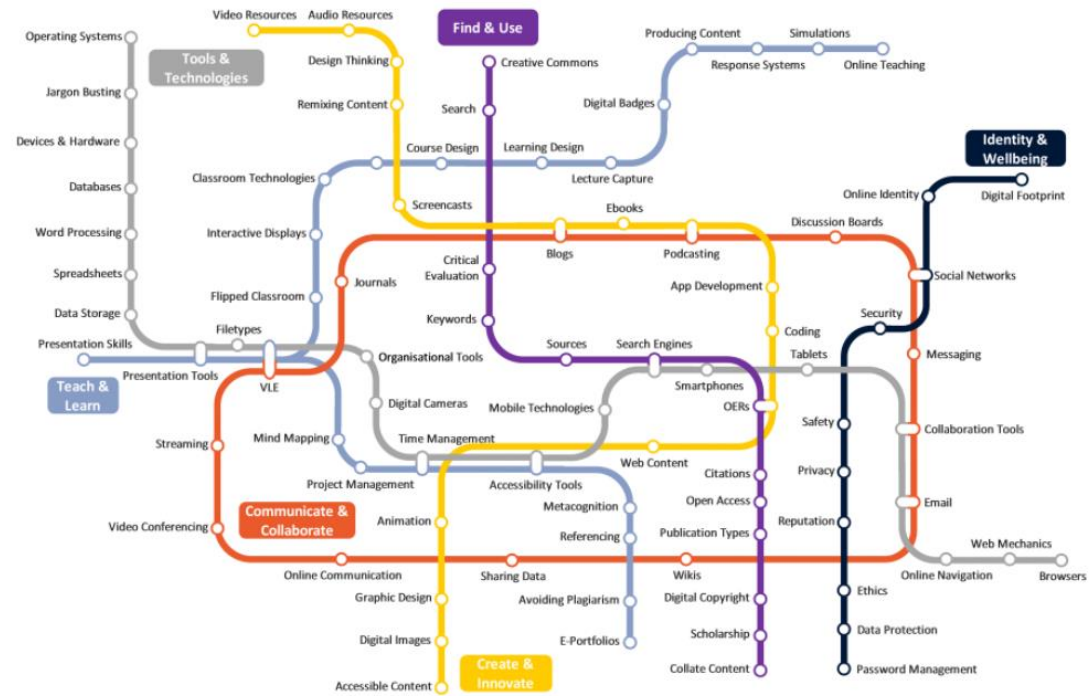 Video Resources
Audio Resources
Find & Use
Producing Content
Simulations
Operating Systems
Tools &
Technologies
Design Thinking
Creative Commons
Response Systems
Online Teaching
Jargon Busting
Remixing Content
Search
Digital Badges
Devices & Hardware
Course Design
Learning Design
Identity &
Wellbeing
Classroom Technologies
Lecture Capture
Databases
Online Identity
Digital Footprint
Screencasts
Ebooks
Discussion Boards
Word Processing
Interactive Displays
Blogs
Podcasting
Critical
Evaluation
Spreadsheets
Social Networks
Journals
App Development
Flipped Classroom
Data Storage
Keywords
Security
Filetypes
Coding
Presentation Skills
Sources
Search Engines
Tablets
Messaging
Organisational Tools
Presentation Tools
VLE
Smartphones
Teach &
Learn
Digital Cameras
Mobile Technologies
OERs
Safety
Collaboration Tools
Streaming
Mind Mapping
Time Management
Web Content
Project Management
Accessibility Tools
Citations
Privacy
Open Access
Email
Metacognition
Communicate &
Collaborate
Video Conferencing
Animation
Reputation
Referencing
Publication Types
Web Mechanics
Online Communication
Sharing Data
Wikis
Online Navigation
Browsers
Graphic Design
Avoiding Plagiarism
Digital Copyright
Ethics
Digital Images
E-Portfolios
Scholarship
Data Protection
Create &
Innovate
Collate Content
Password Management
Accessible Content